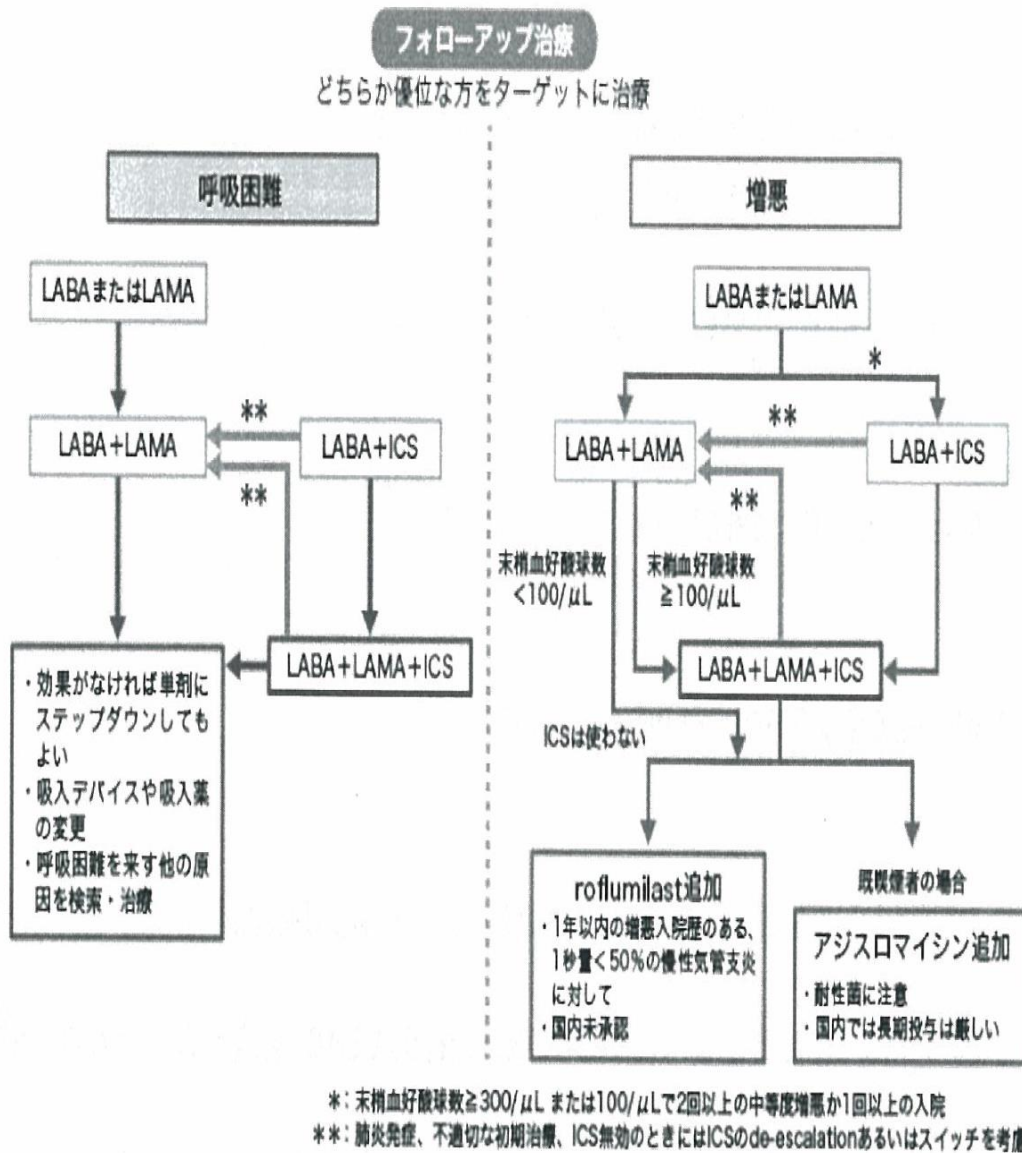 フォローアップ治療
どちらか優位な方をターゲットに治療
呼吸困難
LABAまたはLAMA
**
LABA+LAMA
LABA+ICS
**
LABA+LAMA+ICS
・効果がなければ単剤に
ステップダウンしても
よい
・吸入デバイスや吸入薬
の変更
・呼吸困難を来す他の原
因を検索・治療
増悪
LABAまたはLAMA
*
**
LABA+LAMA
LABA+ICS
**
末梢血好酸球数
<100/μL
末梢血好酸球数
≧100/μL
LABA+LAMA+ICS
ICSは使わない
roflumilast追加
・1年以内の増悪入院歴のある、
1秒量<50%の慢性気管支炎
に対して
・国内未承認
既喫煙者の場合
アジスロマイシン追加
・耐性菌に注意
・国内では長期投与は厳しい
*：末梢血好酸球数≧300/μL または100/μLで2回以上の中等度増悪か1回以上の入院
**：肺炎発症、不適切な初期治療、ICS無効のときにはICSのde-escalationあるいはスイッチを考慮